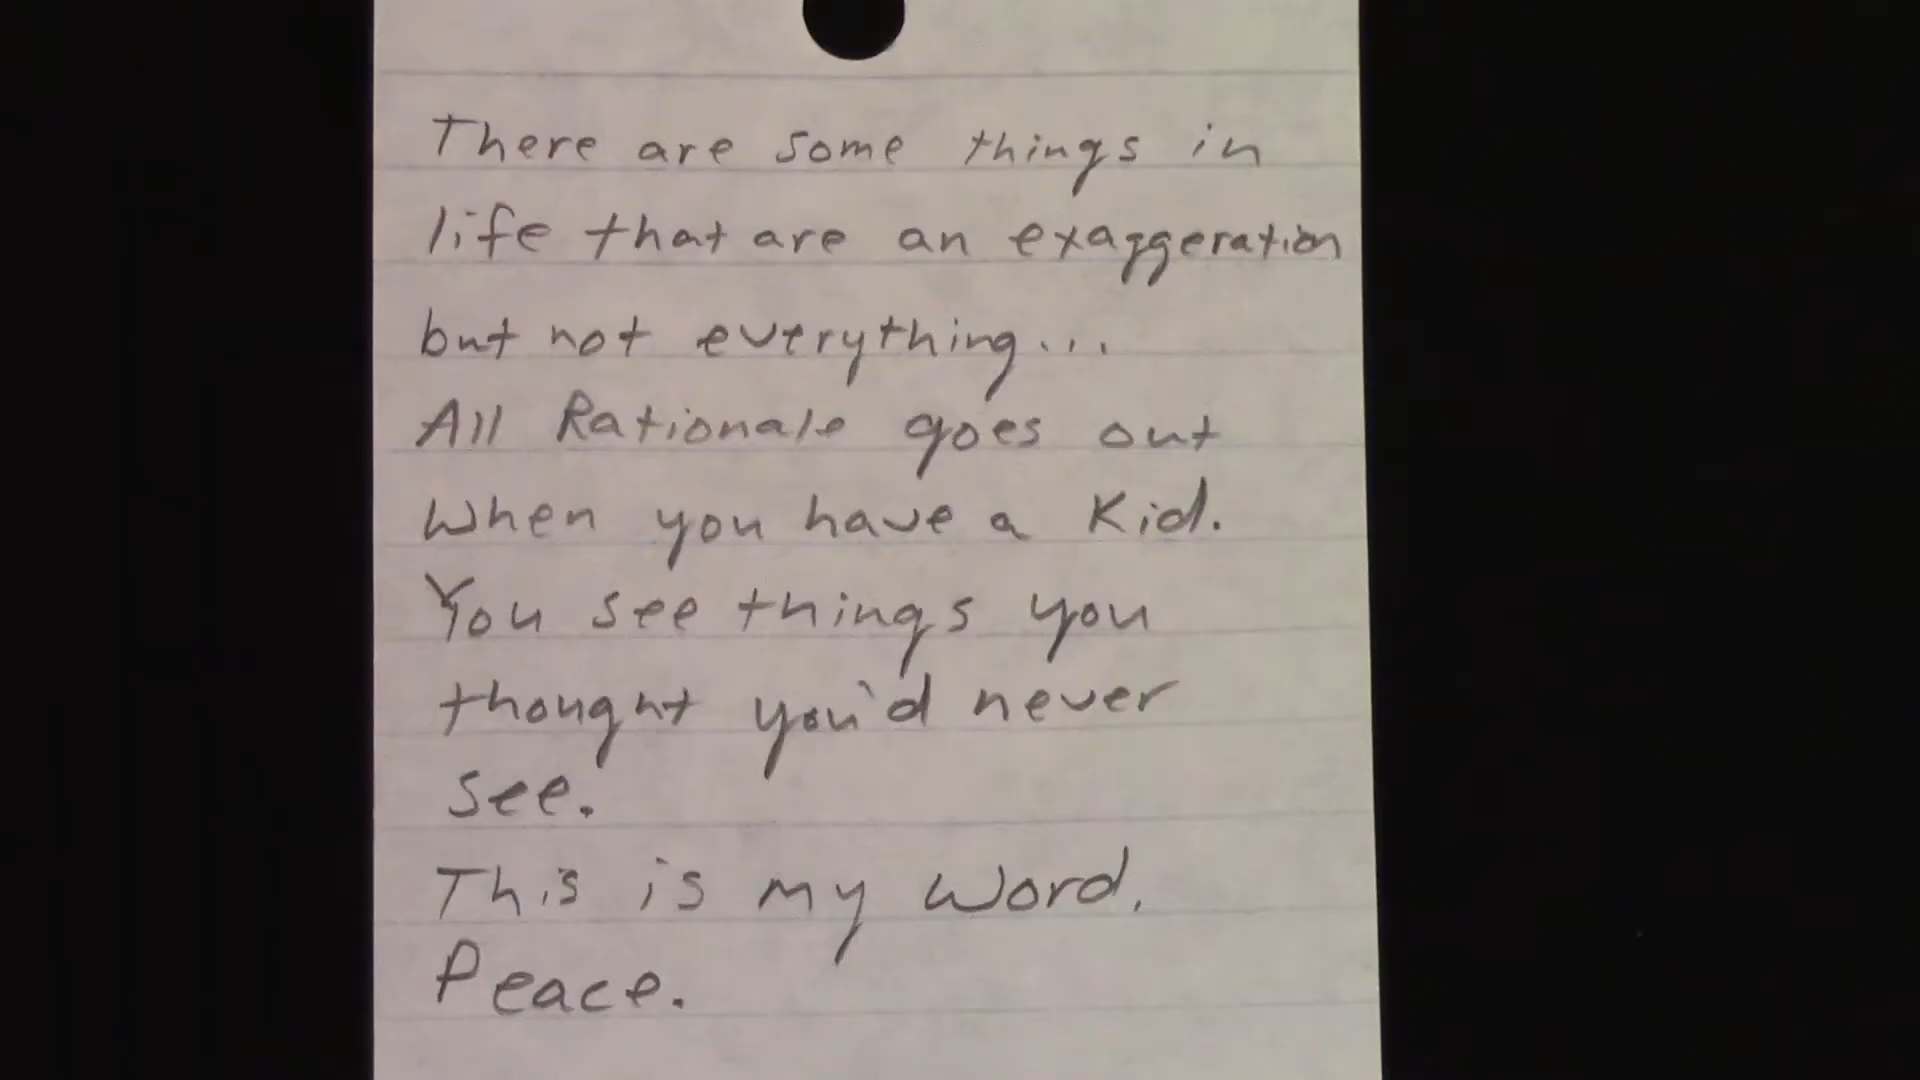 There are some things in
life that are an exaggeration
but not everything...
All Rationale goes out
When you have a Kid.
You see things you
thought you'd never
see.
This is my word.
Peace.